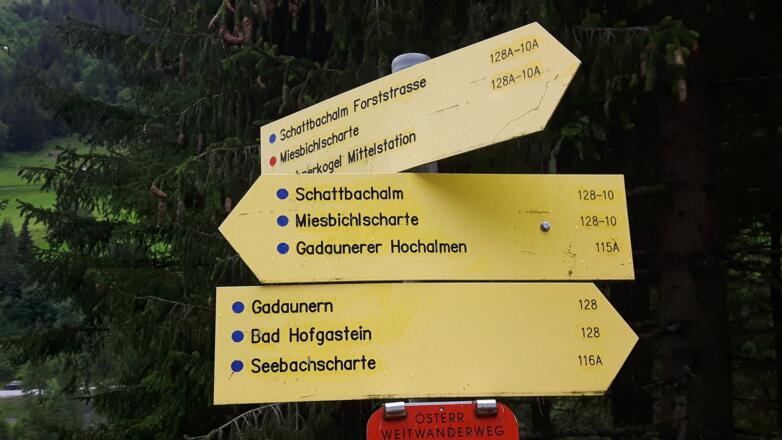 Schattbachalm Forststrasse 128A-10A
Miesbichlscharte 128A-10A
Mittelstation
Schattbachalm 128-10
Miesbichlscharte 128-10
Gadaunerer Hochalmen 115A
Gadaunern 128
Bad Hofgastein 128
Seebachscharte 116A
ÖSTERR
WEITWANDERWEG